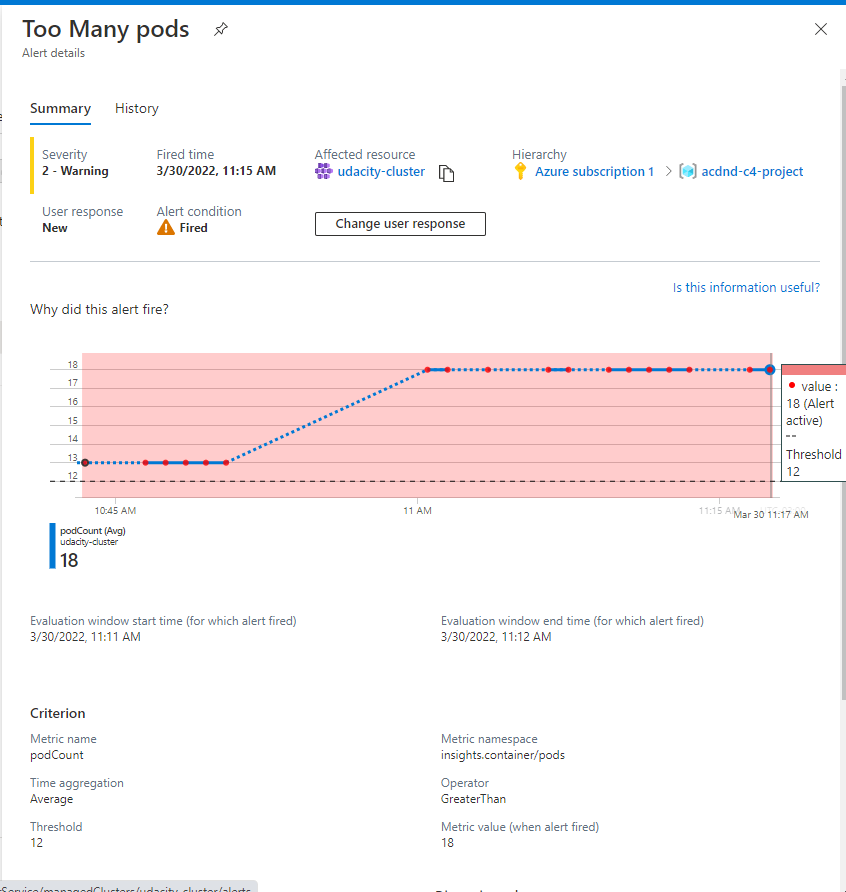 Too Many pods
Alert details
Summary History
Severity Fired time Affected resource Hierarchy
2 - Warning 3/30/2022, 11:15 AM udacity-cluster Azure subscription 1 > acdnd-c4-project
User response Alert condition
New Fired Change user response
Is this information useful?
Why did this alert fire?
18
17
16
15
14
13
12
value :
18 (Alert
active)
--
Threshold
12
10:45 AM 11 AM 11:15 AM Mar 30 11:17 AM
podCount (Avg)
udacity-cluster
18
Evaluation window start time (for which alert fired) Evaluation window end time (for which alert fired)
3/30/2022, 11:11 AM 3/30/2022, 11:12 AM
Criterion
Metric name Metric namespace
podCount insights.container/pods
Time aggregation Operator
Average GreaterThan
Threshold Metric value (when alert fired)
12 18
rService/managedClusters/udacity-cluster/alerts